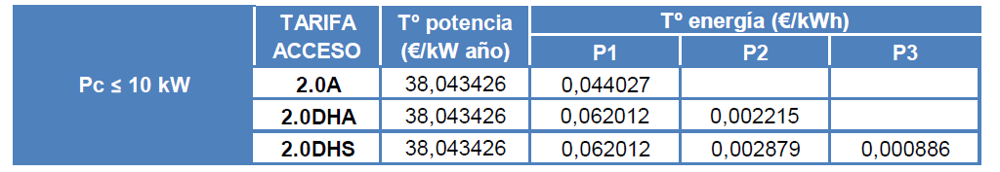 TARIFA ACCESO Tº potencia (€/kW año) Tº energía (€/kWh)
P1 P2 P3
Pc ≤ 10 kW
2.0A 38,043426 0,044027
2.0DHA 38,043426 0,062012 0,002215
2.0DHS 38,043426 0,062012 0,002879 0,000886